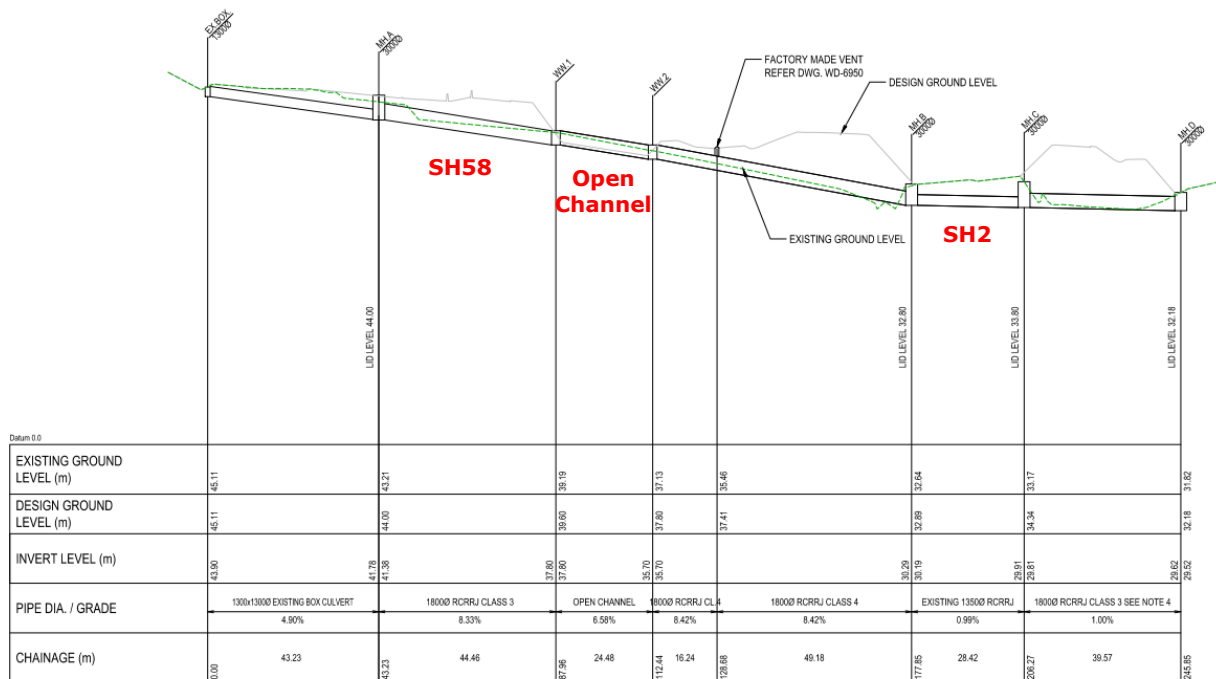 EX.BOX
1300Ø
MH.A
3000Ø
WW.1
WW.2
FACTORY MADE VENT
REFER DWG. WD-6950
DESIGN GROUND LEVEL
MH.B
3000Ø
MH.C
3000Ø
MH.D
3000Ø
SH58
Open
Channel
EXISTING GROUND LEVEL
SH2
LID LEVEL 44.00
LID LEVEL 32.80
LID LEVEL 33.80
LID LEVEL 32.18
Datum 0.0
EXISTING GROUND
LEVEL (m)
45.11 43.21 39.19 37.13 35.46 32.64 33.17 31.82
DESIGN GROUND
LEVEL (m)
45.11 44.00 39.60 37.80 37.41 32.89 34.34 32.18
INVERT LEVEL (m)
43.90 41.78 41.38 37.80 37.80 35.70 35.70 30.29 30.19 29.91 29.81 29.62 29.52
PIPE DIA. / GRADE
1300x1300Ø EXISTING BOX CULVERT 1800Ø RCRRJ CLASS 3 OPEN CHANNEL 1800Ø RCRRJ CL.4 1800Ø RCRRJ CLASS 4 EXISTING 1350Ø RCRRJ 1800Ø RCRRJ CLASS 3 SEE NOTE 4
4.90% 8.33% 6.58% 8.42% 8.42% 0.99% 1.00%
CHAINAGE (m)
0.00 43.23 43.23 44.46 87.96 24.48 112.44 16.24 128.68 49.18 177.85 28.42 206.27 39.57 245.85